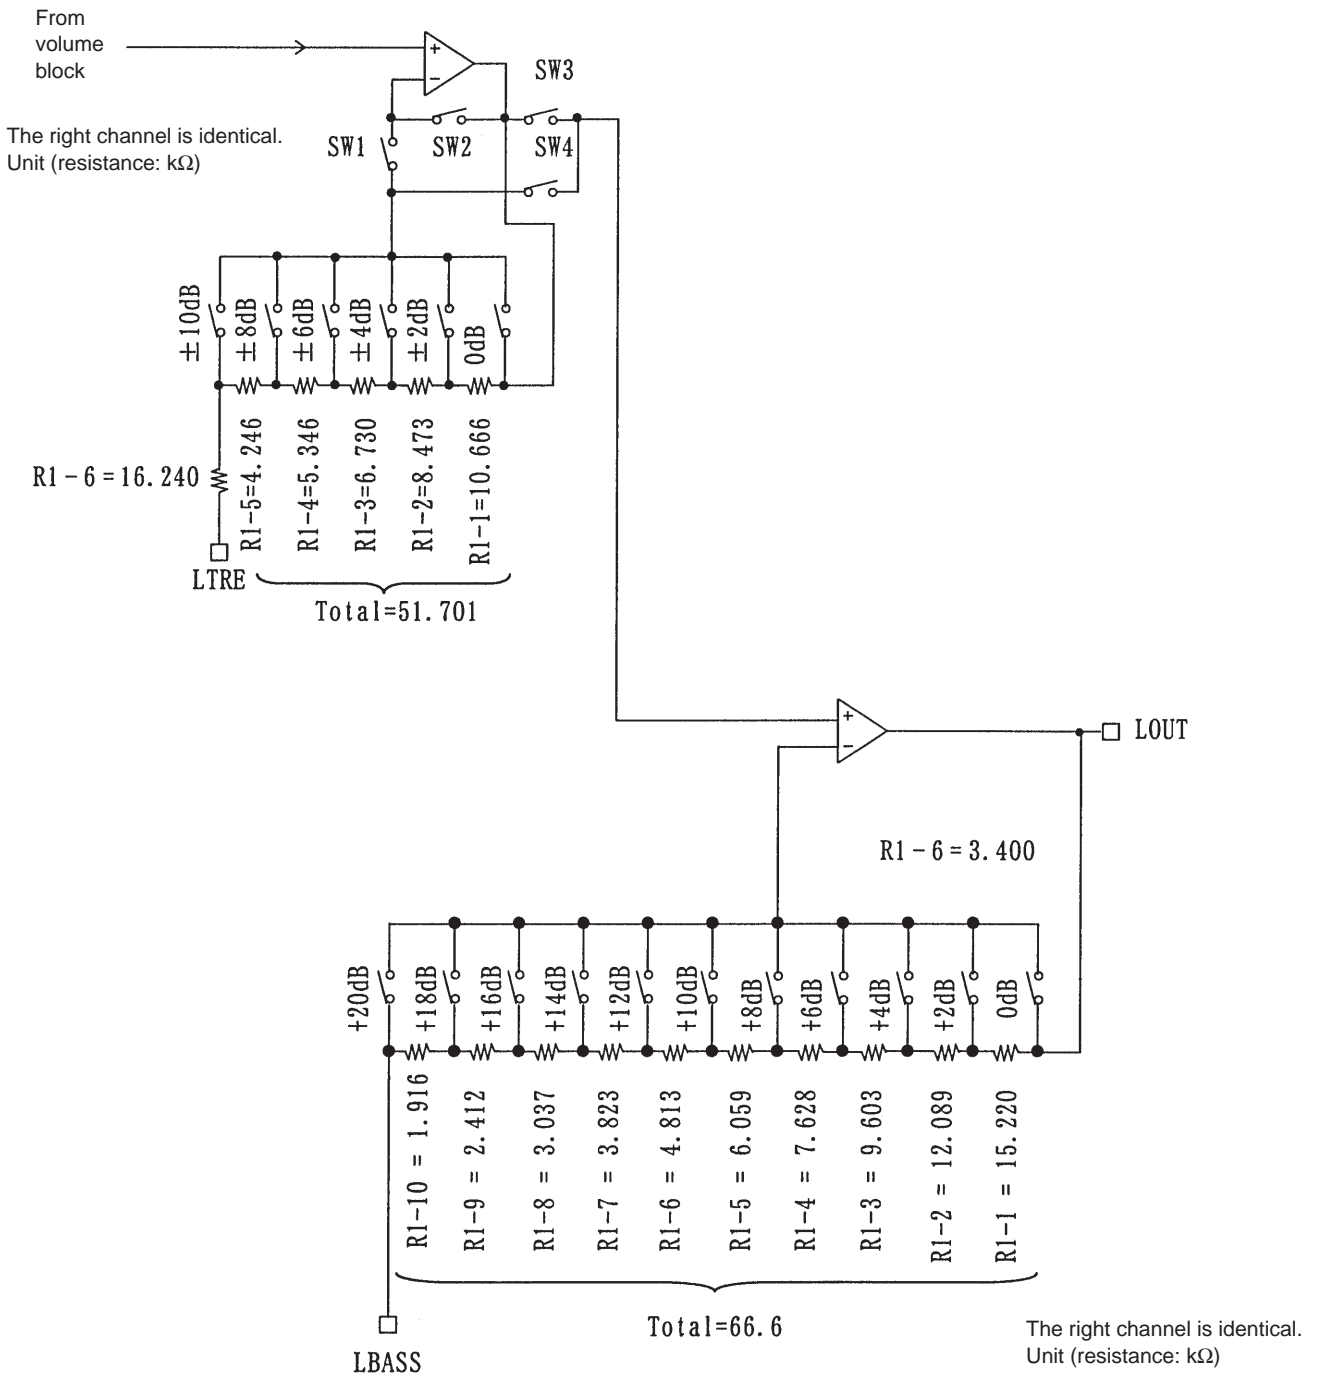 From
volume
block
+
−
SW3
The right channel is identical.
Unit (resistance: kΩ)
SW1
SW2
SW4
±10dB
±8dB
±6dB
±4dB
±2dB
0dB
R1−6=16.240
R1−5=4.246
R1−4=5.346
R1−3=6.730
R1−2=8.473
R1−1=10.666
LTRE
Total=51.701
+
−
LOUT
R1−6=3.400
+20dB
+18dB
+16dB
+14dB
+12dB
+10dB
+8dB
+6dB
+4dB
+2dB
0dB
R1−10 = 1.916
R1−9 = 2.412
R1−8 = 3.037
R1−7 = 3.823
R1−6 = 4.813
R1−5 = 6.059
R1−4 = 7.628
R1−3 = 9.603
R1−2 = 12.089
R1−1 = 15.220
Total=66.6
LBASS
The right channel is identical.
Unit (resistance: kΩ)